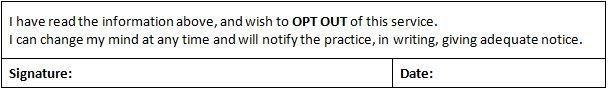 I have read the information above, and wish to OPT OUT of this service.
I can change my mind at any time and will notify the practice, in writing, giving adequate notice.
Signature: Date: